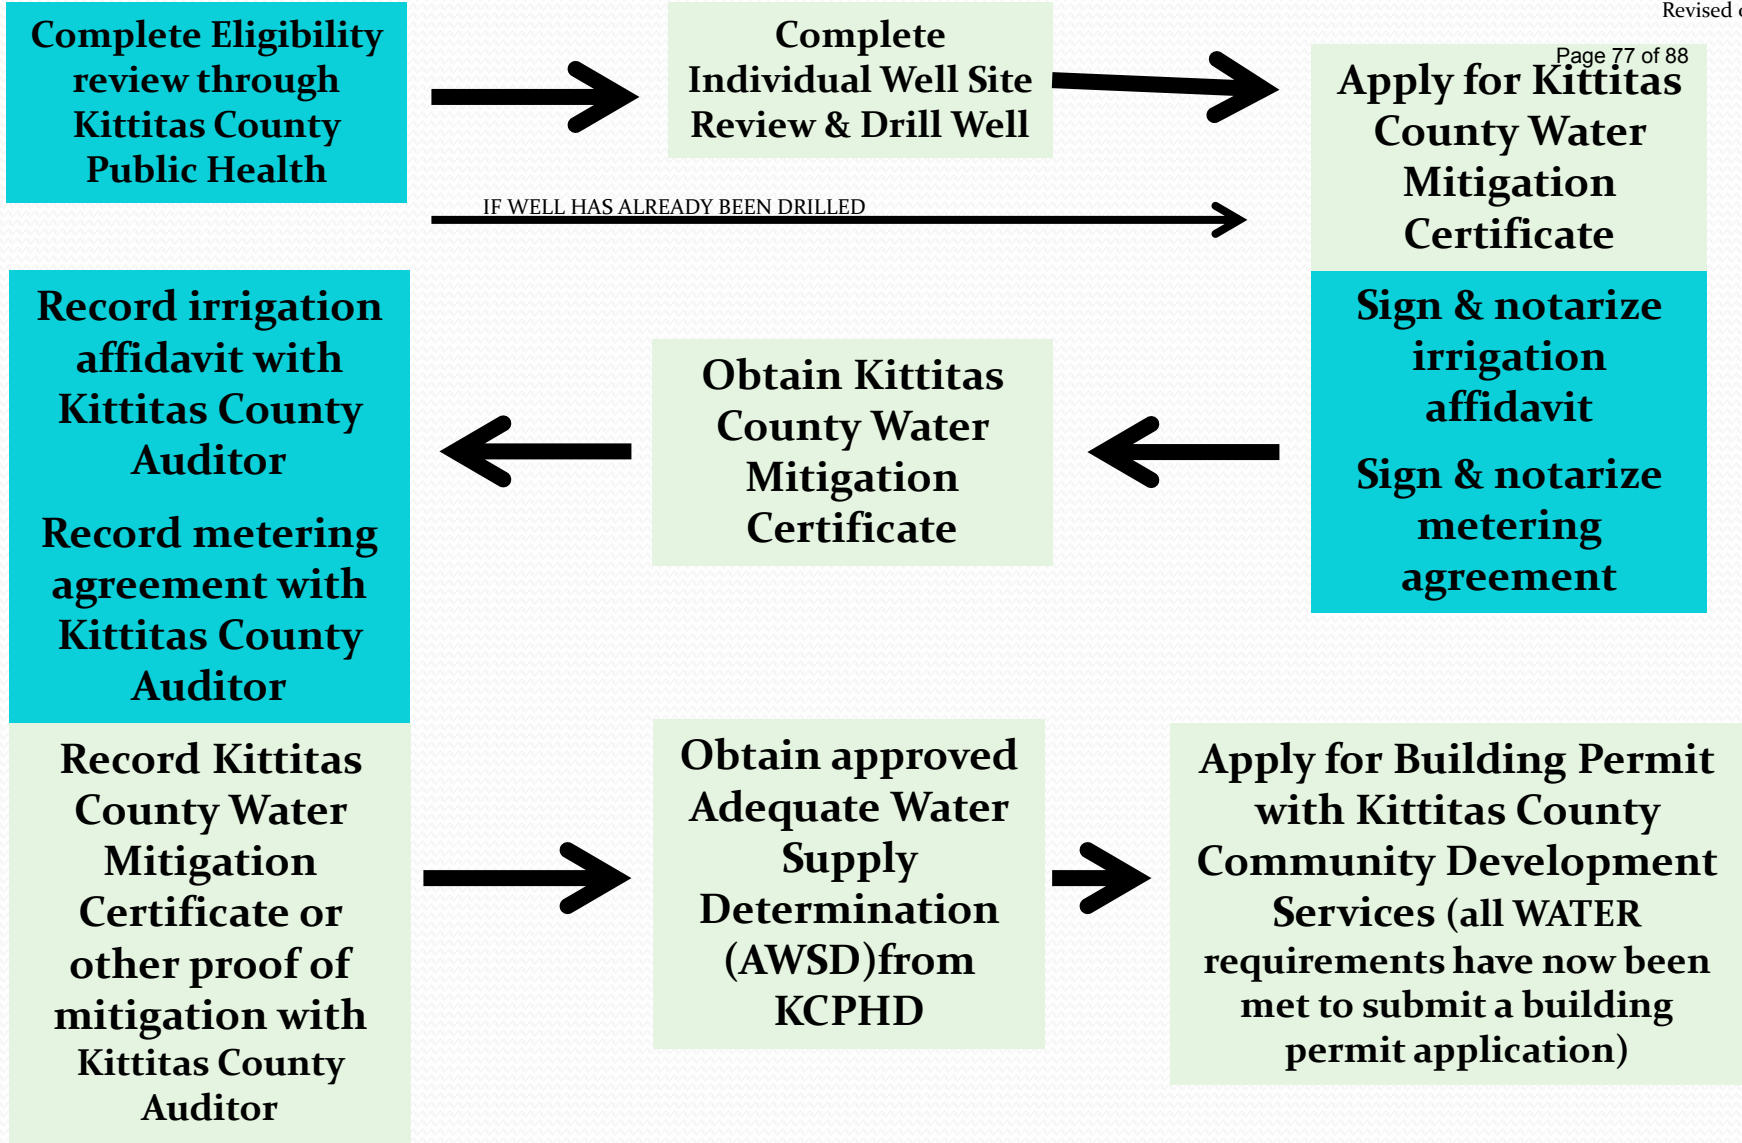 Revised
Page 77 of 88
Complete Eligibility
review through
Kittitas County
Public Health
Complete
Individual Well Site
Review & Drill Well
Apply for Kittitas
County Water
Mitigation
Certificate
IF WELL HAS ALREADY BEEN DRILLED
Sign & notarize
irrigation
affidavit
Sign & notarize
metering
agreement
Obtain Kittitas
County Water
Mitigation
Certificate
Record irrigation
affidavit with
Kittitas County
Auditor
Record metering
agreement with
Kittitas County
Auditor
Record Kittitas
County Water
Mitigation
Certificate or
other proof of
mitigation with
Kittitas County
Auditor
Obtain approved
Adequate Water
Supply
Determination
(AWSD)from
KCPHD
Apply for Building Permit
with Kittitas County
Community Development
Services (all WATER
requirements have now been
met to submit a building
permit application)